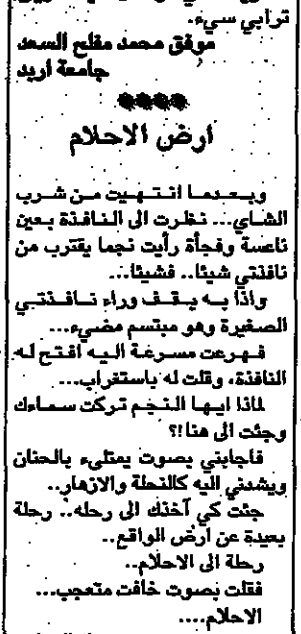 ترابي سيء.
موفق محمد مفلح السعد
جامعة اربد
ارض الاحلام
وبعدما انتهيت من شرب
الشاي... نظرت الى النافذة بعين
ناعسة وفجأة رأيت نجما يقترب من
نافذتي شيئا.. فشيئا...
واذا به يقف وراء نافذتي
الصغيرة وهو مبتسم مضيء...
فهرعت مسرعة اليه افتح له
النافذة، وقلت له باستغراب...
لماذا ايها النجم تركت سماءك
وجئت الى هنا!؟
فاجابني بصوت يمتلىء بالحنان
ويشدني اليه كالنحلة والازهار..
جئت كي آخذك الى رحله.. رحلة
بعيدة عن ارض الواقع..
رحلة الى الاحلام..
فقلت بصوت خافت متعجب...
الاحلام....